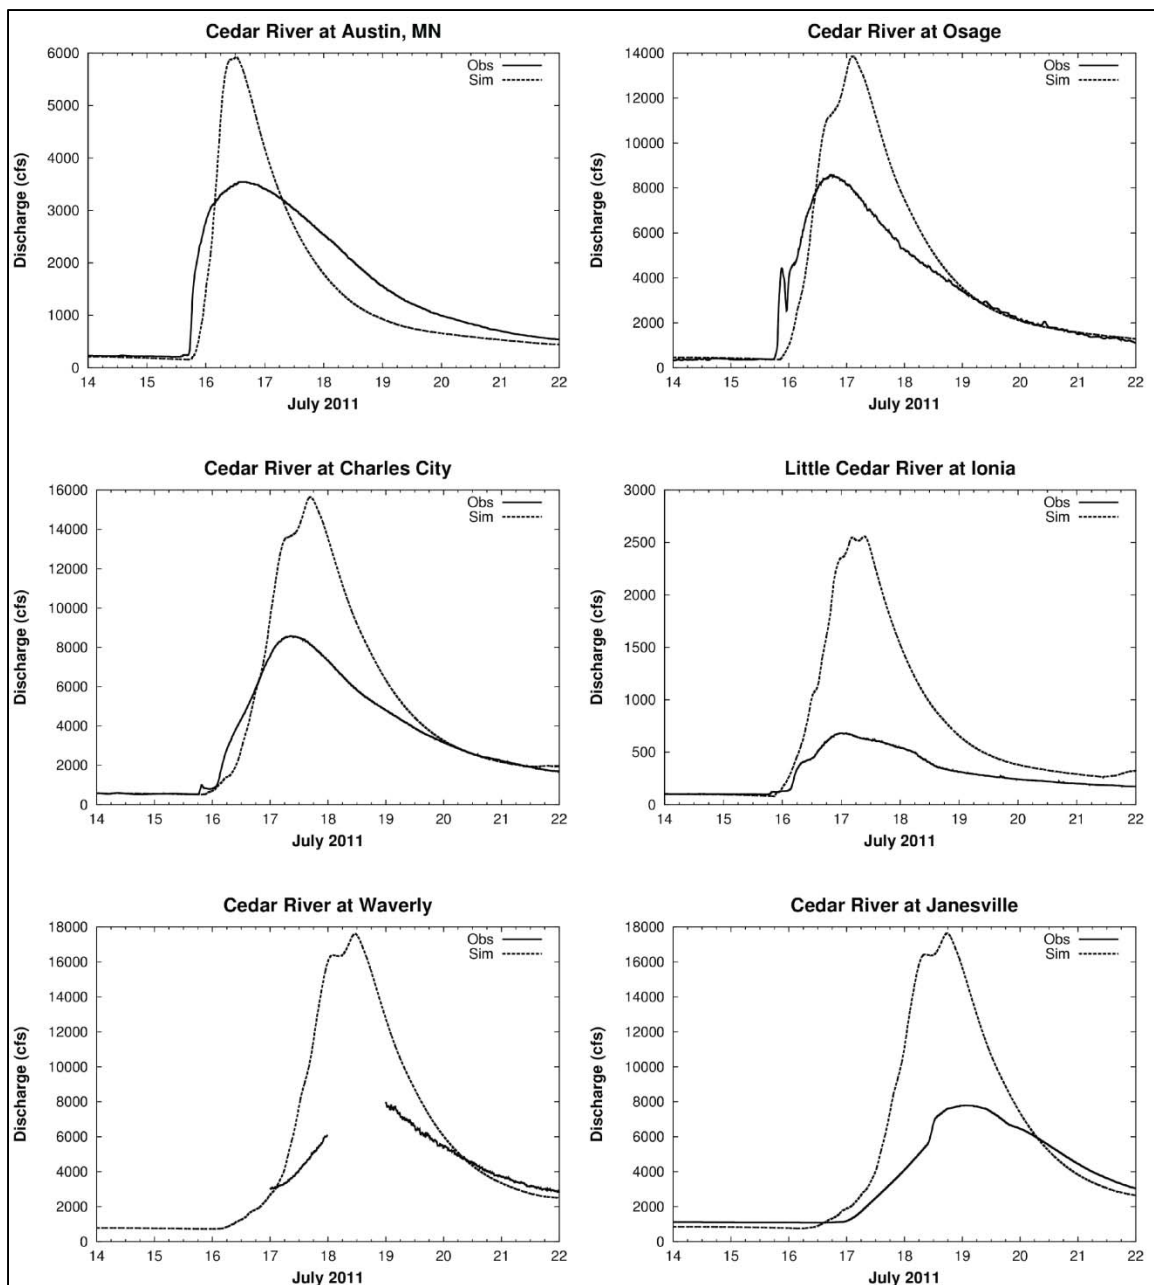 Cedar River at Austin, MN
6000
5000
4000
3000
2000
1000
0
Discharge (cfs)
Obs
Sim
14 15 16 17 18 19 20 21 22
July 2011
Cedar River at Osage
14000
12000
10000
8000
6000
4000
2000
0
Discharge (cfs)
Obs
Sim
14 15 16 17 18 19 20 21 22
July 2011
Cedar River at Charles City
16000
14000
12000
10000
8000
6000
4000
2000
0
Discharge (cfs)
Obs
Sim
14 15 16 17 18 19 20 21 22
July 2011
Little Cedar River at Ionia
3000
2500
2000
1500
1000
500
0
Discharge (cfs)
Obs
Sim
14 15 16 17 18 19 20 21 22
July 2011
Cedar River at Waverly
18000
16000
14000
12000
10000
8000
6000
4000
2000
0
Discharge (cfs)
Obs
Sim
14 15 16 17 18 19 20 21 22
July 2011
Cedar River at Janesville
18000
16000
14000
12000
10000
8000
6000
4000
2000
0
Discharge (cfs)
Obs
Sim
14 15 16 17 18 19 20 21 22
July 2011